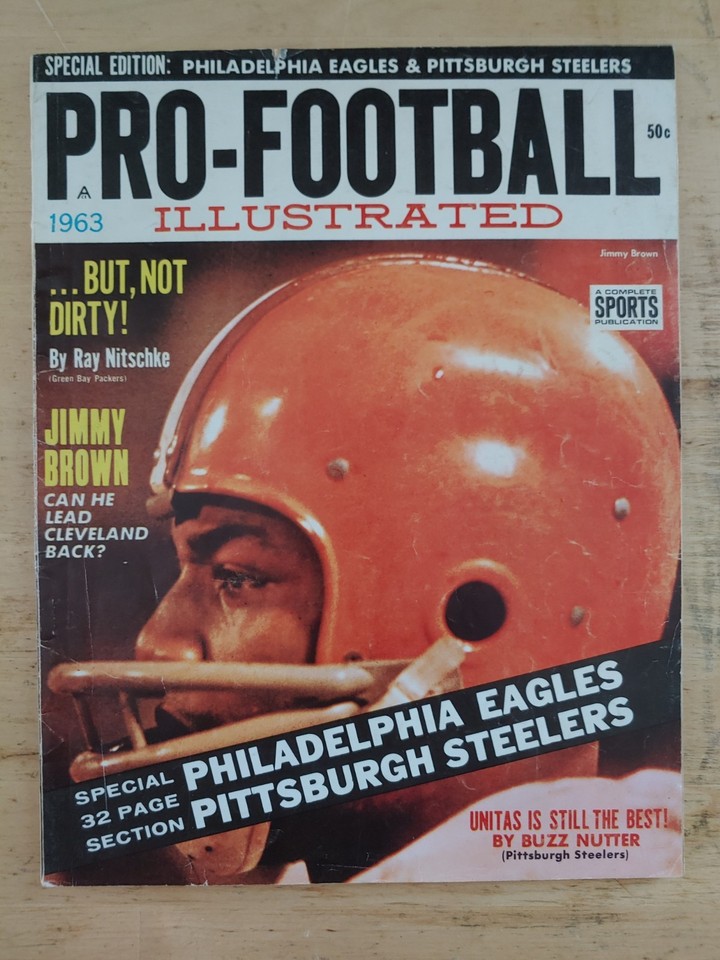 SPECIAL EDITION: PHILADELPHIA EAGLES & PITTSBURGH STEELERS
PRO-FOOTBALL
50c
1963
ILLUSTRATED
Jimmy Brown
A COMPLETE
SPORTS
PUBLICATION
...BUT, NOT
DIRTY!
By Ray Nitschke
(Green Bay Packers)
JIMMY
BROWN
CAN HE
LEAD
CLEVELAND
BACK?
SPECIAL
32 PAGE
SECTION
PHILADELPHIA EAGLES
PITTSBURGH STEELERS
UNITAS IS STILL THE BEST!
BY BUZZ NUTTER
(Pittsburgh Steelers)